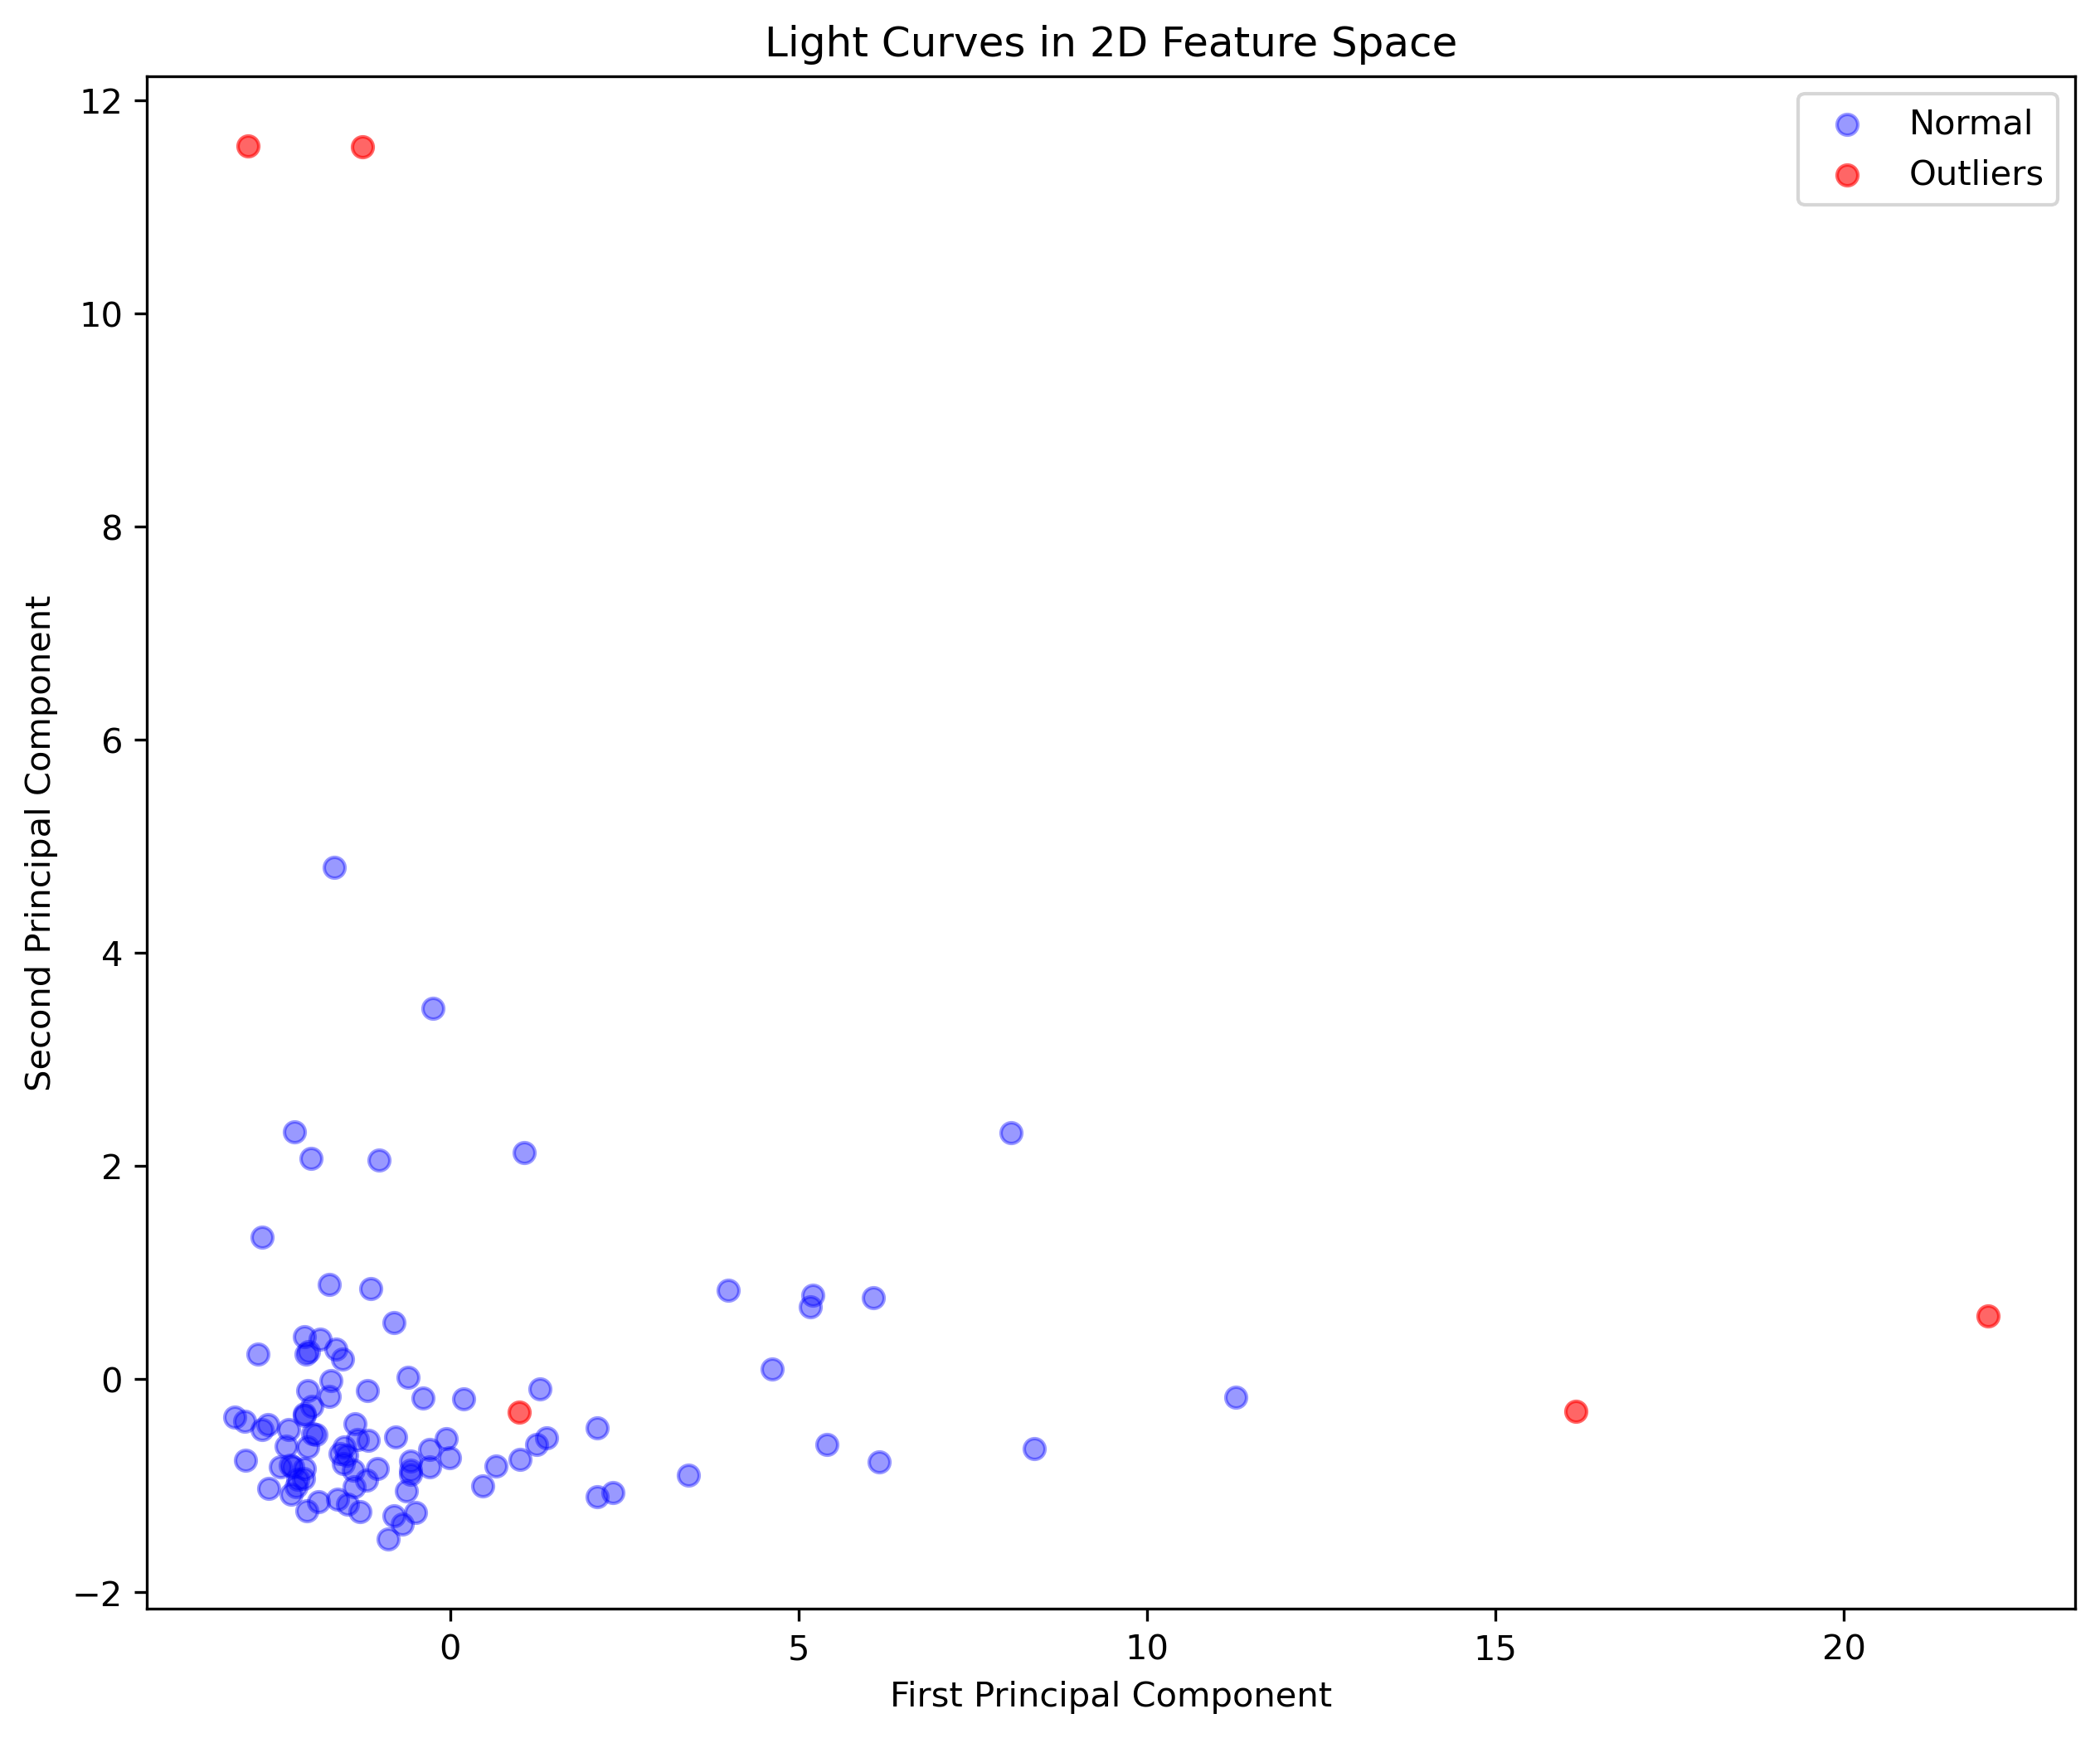 Light Curves in 2D Feature Space
Normal
Outliers
12
10
8
6
4
2
0
−2
Second Principal Component
0
5
10
15
20
First Principal Component